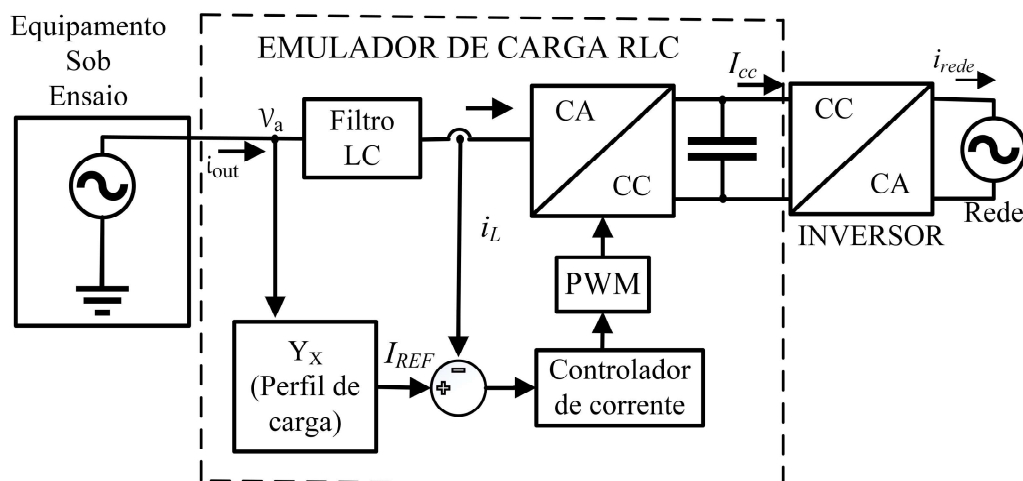 Equipamento
Sob
Ensaio
EMULADOR DE CARGA RLC
Icc
irede
va
iout
Filtro
LC
CA
CC
CC
CA
Rede
INVERSOR
iL
PWM
YX
(Perfil de
carga)
IREF
Controlador
de corrente